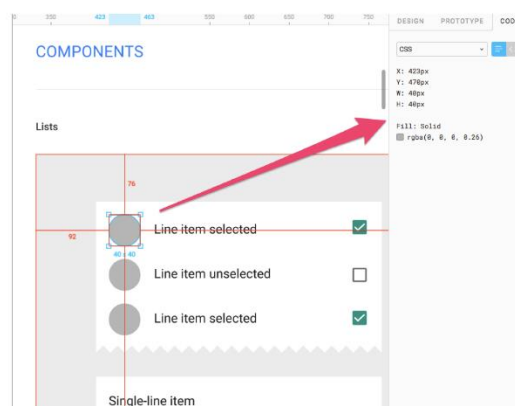 350 423 463 550 600 650 700 750
DESIGN PROTOTYPE
COMPONENTS
CSS
X: 423px
Y: 470px
W: 40px
H: 40px
Fill: Solid
rgba(0, 0, 0, 0.26)
Lists
76
92
Line item selected
40 x 40
Line item unselected
Line item selected
Single-line item